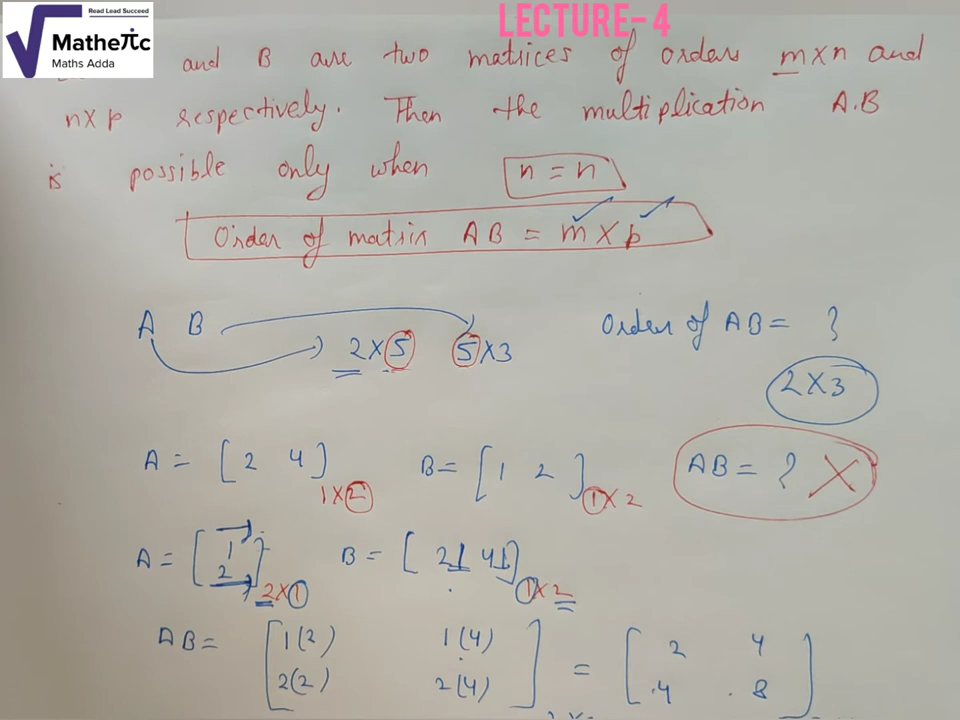 LECTURE-4
Read Lead Succeed
Matheπc
Maths Adda
and B are two matrices of orders m×n and
n×p respectively. Then the multiplication A.B
is possible only when n = n
Order of matrix AB = m×p
A B 2×5 5×3 Order of AB = ?
2×3
A = [2 4] 1×2 B = [1 2] 1×2 AB = ? X
A = [1 B = [2 4] 1×2
2] 2×1
AB = [1(2) 1(4) = [2 4
2(2) 2(4)] .4 . 8]